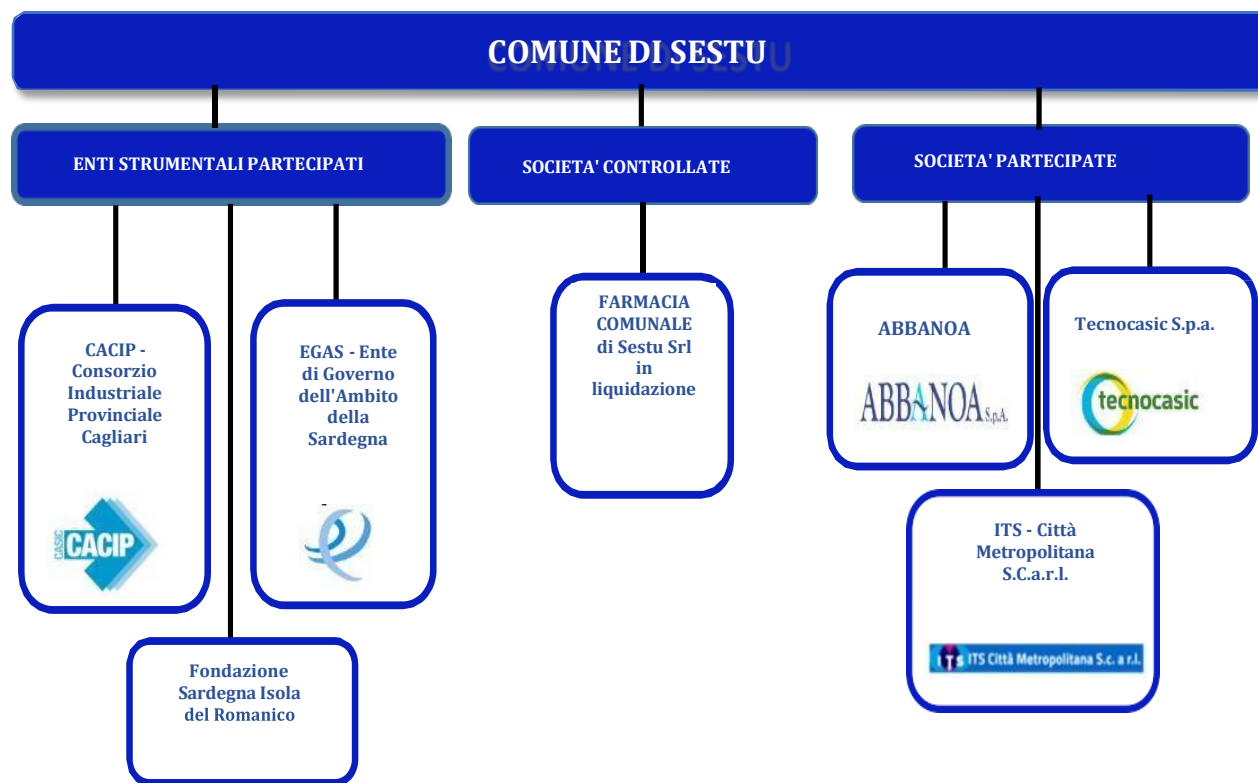 COMUNE DI SESTU
ENTI STRUMENTALI PARTECIPATI
SOCIETA' CONTROLLATE
SOCIETA' PARTECIPATE
CACIP -
Consorzio
Industriale
Provinciale
Cagliari
CASIC
CACIP
EGAS - Ente
di Governo
dell'Ambito
della
Sardegna
Fondazione
Sardegna Isola
del Romanico
FARMACIA
COMUNALE
di Sestu Srl
in
liquidazione
ABBANOA
ABBANOA S.p.A.
Tecnocasic S.p.a.
tecnocasic
ITS - Città
Metropolitana
S.C.a.r.l.
ITS ITS Città Metropolitana S.c. a r.l.